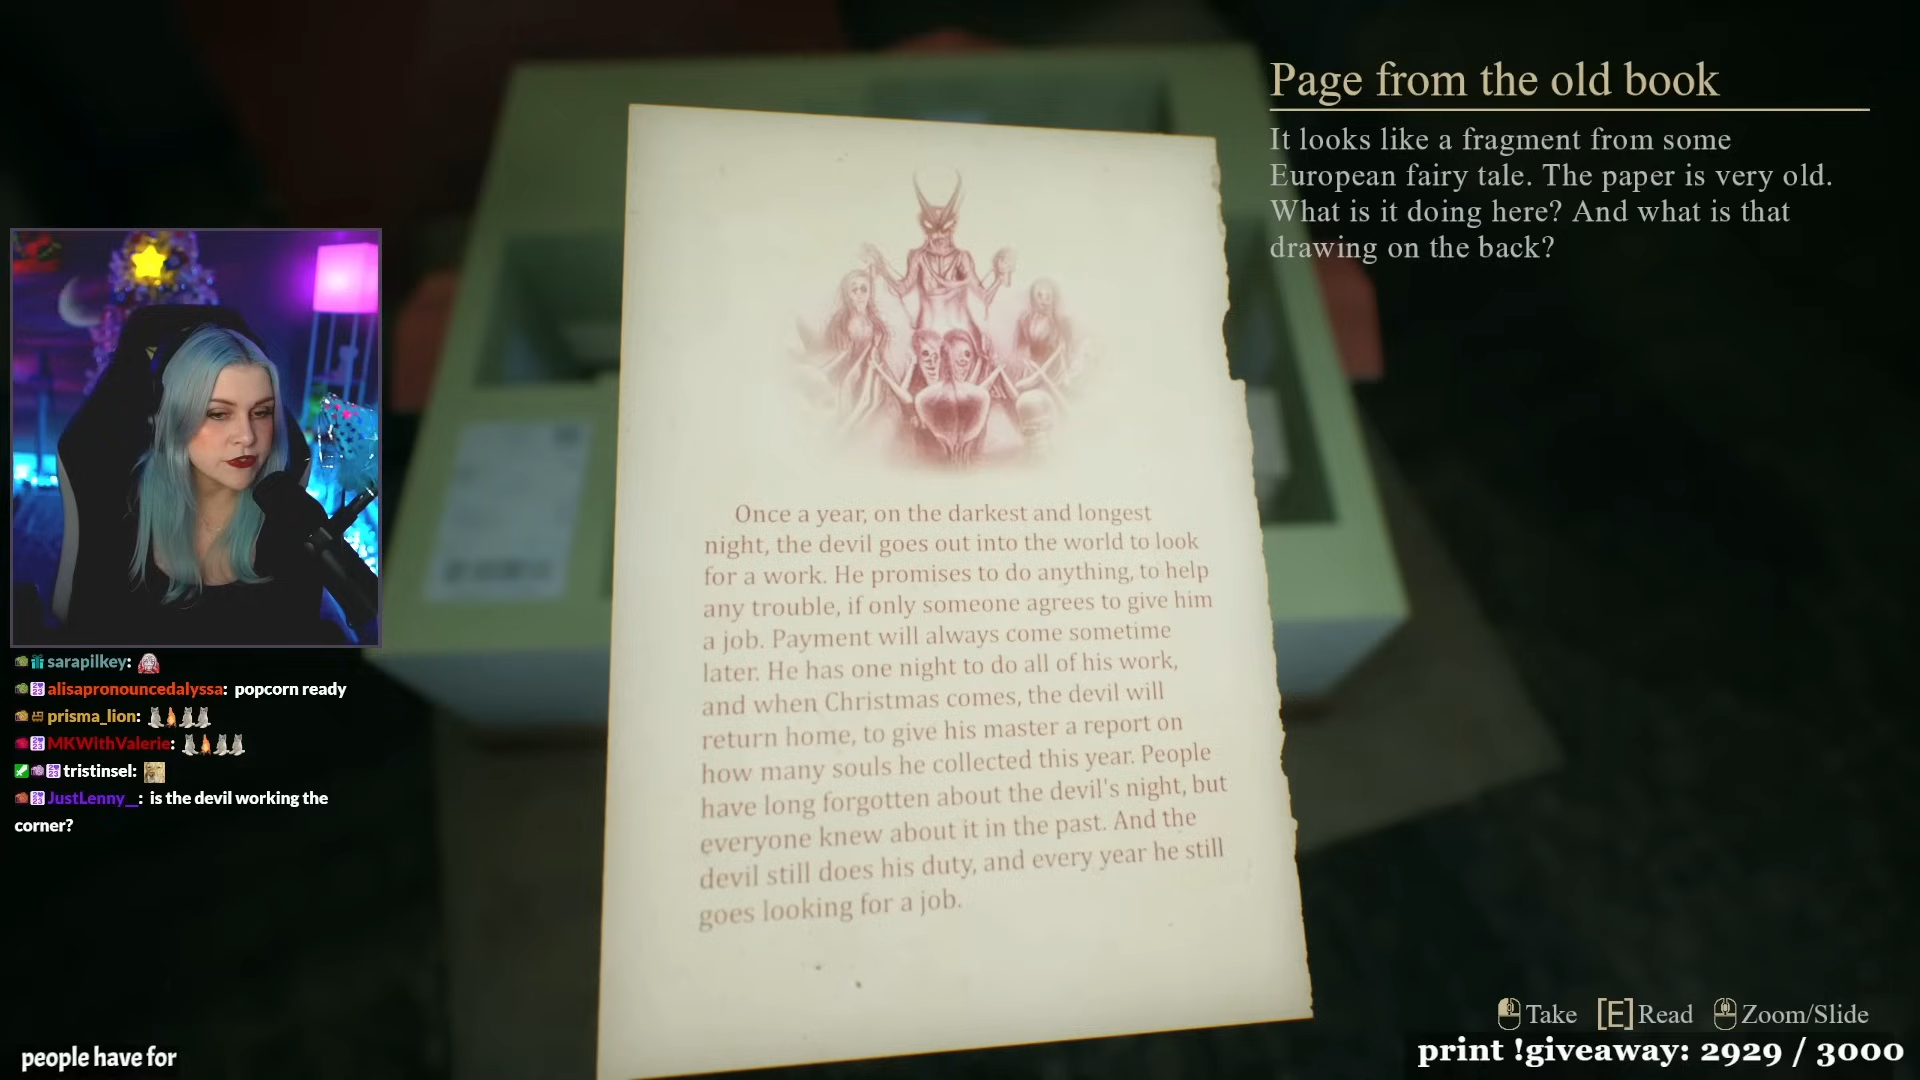 Page from the old book
It looks like a fragment from some
European fairy tale. The paper is very old.
What is it doing here? And what is that
drawing on the back?
Once a year, on the darkest and longest
night, the devil goes out into the world to look
for a work. He promises to do anything, to help
any trouble, if only someone agrees to give him
a job. Payment will always come sometime
later. He has one night to do all of his work,
and when Christmas comes, the devil will
return home, to give his master a report on
how many souls he collected this year. People
have long forgotten about the devil's night, but
everyone knew about it in the past. And the
devil still does his duty, and every year he still
goes looking for a job.
sarapilkey:
alisapronouncedalyssa: popcorn ready
prisma_lion:
MKWithValerie:
tristinsel:
JustLenny__: is the devil working the
corner?
people have for
Take [E] Read Zoom/Slide
print !giveaway: 2929 / 3000